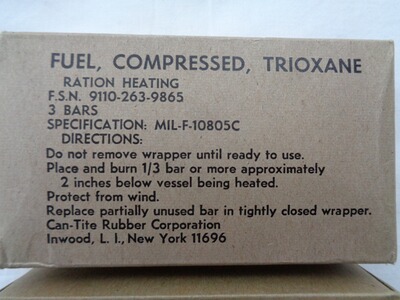 FUEL, COMPRESSED, TRIOXANE
RATION HEATING
F.S.N. 9110-263-9865
3 BARS
SPECIFICATION: MIL-F-10805C
DIRECTIONS:
Do not remove wrapper until ready to use.
Place and burn 1/3 bar or more approximately
2 inches below vessel being heated.
Protect from wind.
Replace partially unused bar in tightly closed wrapper.
Can-Tite Rubber Corporation
Inwood, L. I., New York 11696